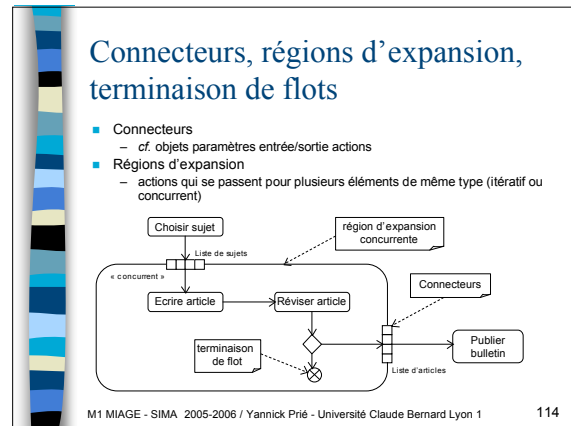 Connecteurs, régions d'expansion,
terminaison de flots
Connecteurs
– cf. objets paramètres entrée/sortie actions
Régions d'expansion
– actions qui se passent pour plusieurs éléments de même type (itératif ou
concurrent)
Choisir sujet
région d'expansion
concurrente
Liste de sujets
« concurrent »
Connecteurs
Ecrire article
Réviser article
terminaison
de flot
Publier
bulletin
Liste d'articles
M1 MIAGE - SIMA 2005-2006 / Yannick Prié - Université Claude Bernard Lyon 1
114